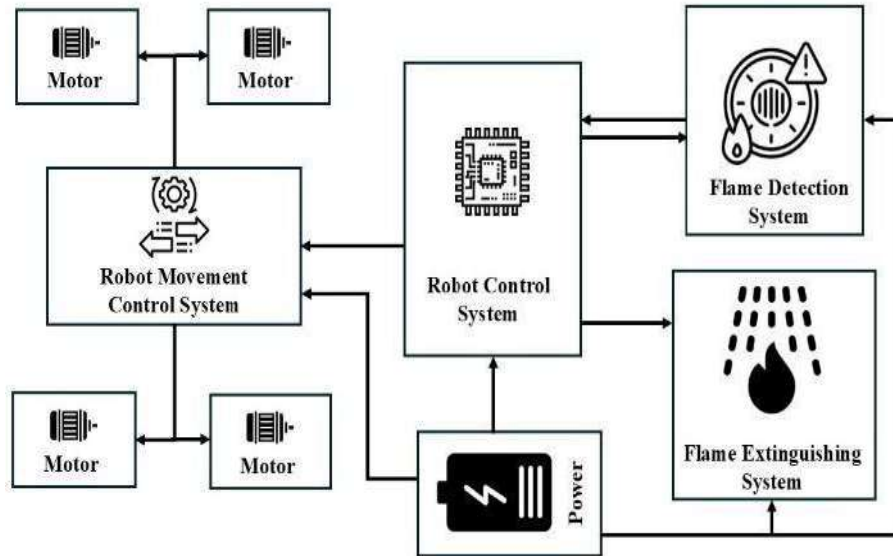 Motor
Motor
Robot Movement
Control System
Motor
Motor
Robot Control
System
Power
Flame Detection
System
Flame Extinguishing
System